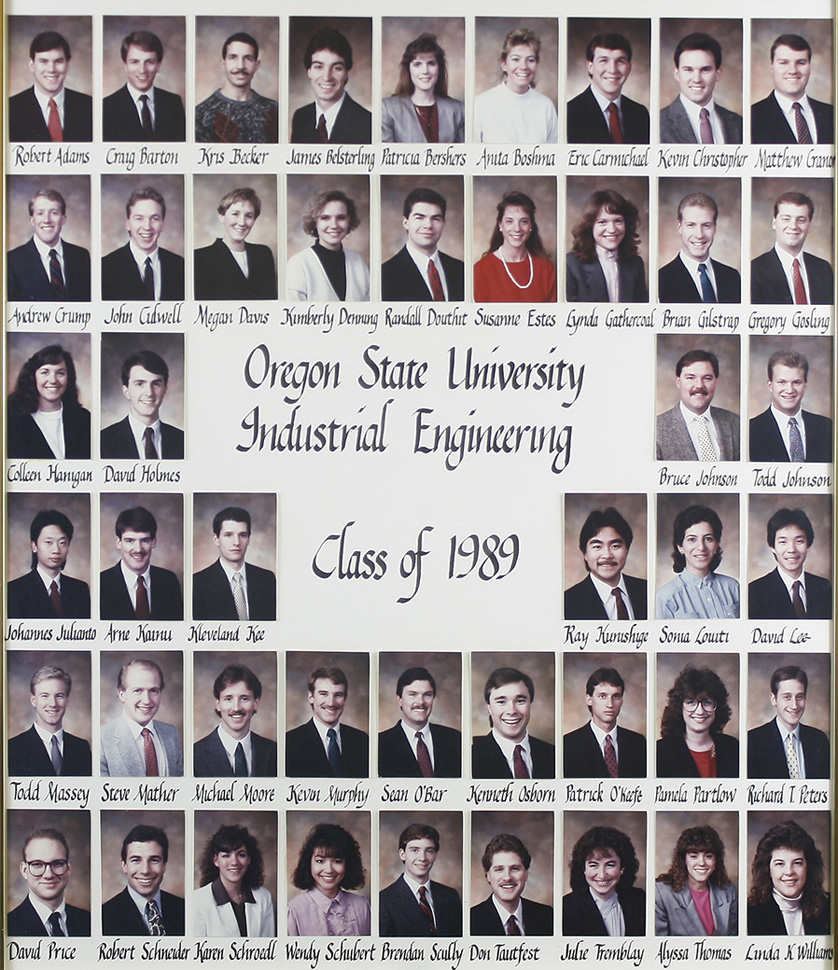 Robert Adams Craig Barton Kris Becker James Belsterling Patricia Bershers Anita Boshma Eric Carmichael Kevin Christopher Matthew
Andrew Crump John Cidwell Megan Davis Kimberly Denning Randall Douthit Susanne Estes Lynda Gathercoal Brian Gilstrap Gregory Gosling
Oregon State University
Industrial Engineering
Colleen Hanigan David Holmes Bruce Johnson Todd Johnson
Class of 1989
Johannes Julianto Arne Kainu Kleveland Kee Ray Kunishige Sonia Louiti David Lee
Todd Massey Steve Mather Michael Moore Kevin Murphy Sean O'Bar Kenneth Osborn Patrick O'Keefe Pamela Partlow Richard T. Peters
David Price Robert Schneider Karen Schroedl Wendy Schubert Brendan Scully Don Tautfest Julie Tremblay Alyssa Thomas Linda K. Williams